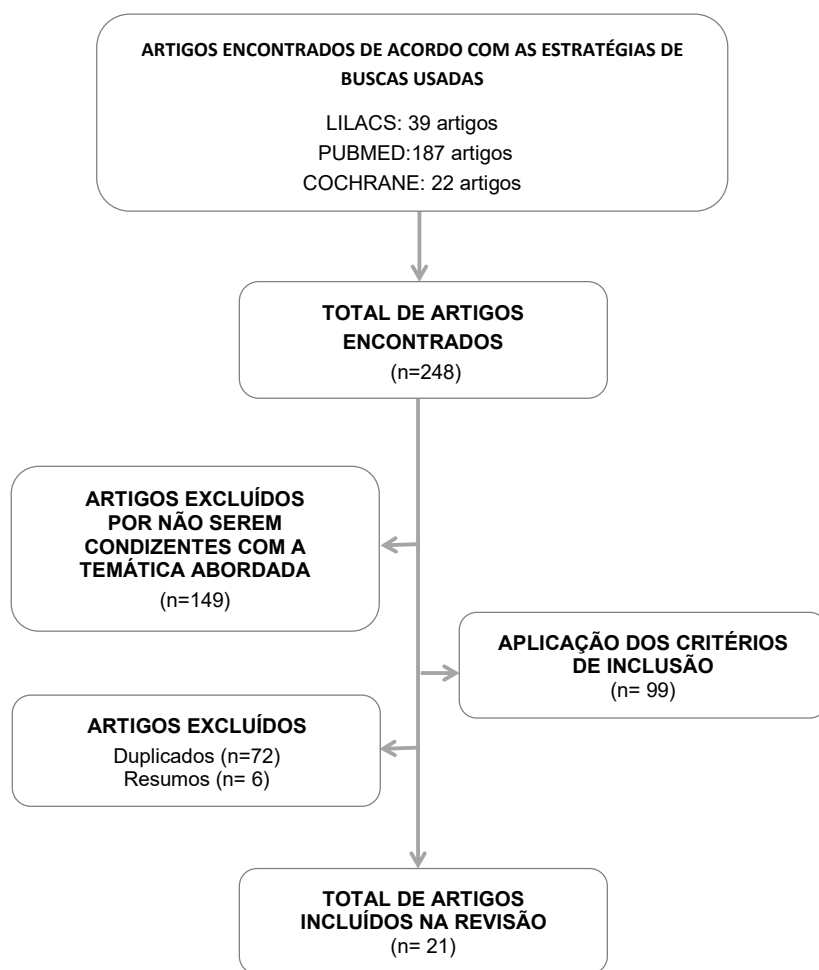 ARTIGOS ENCONTRADOS DE ACORDO COM AS ESTRATÉGIAS DE
BUSCAS USADAS
LILACS: 39 artigos
PUBMED:187 artigos
COCHRANE: 22 artigos
TOTAL DE ARTIGOS
ENCONTRADOS
(n=248)
ARTIGOS EXCLUÍDOS
POR NÃO SEREM
CONDIZENTES COM A
TEMÁTICA ABORDADA
(n=149)
APLICAÇÃO DOS CRITÉRIOS
DE INCLUSÃO
(n= 99)
ARTIGOS EXCLUÍDOS
Duplicados (n=72)
Resumos (n= 6)
TOTAL DE ARTIGOS
INCLUÍDOS NA REVISÃO
(n= 21)